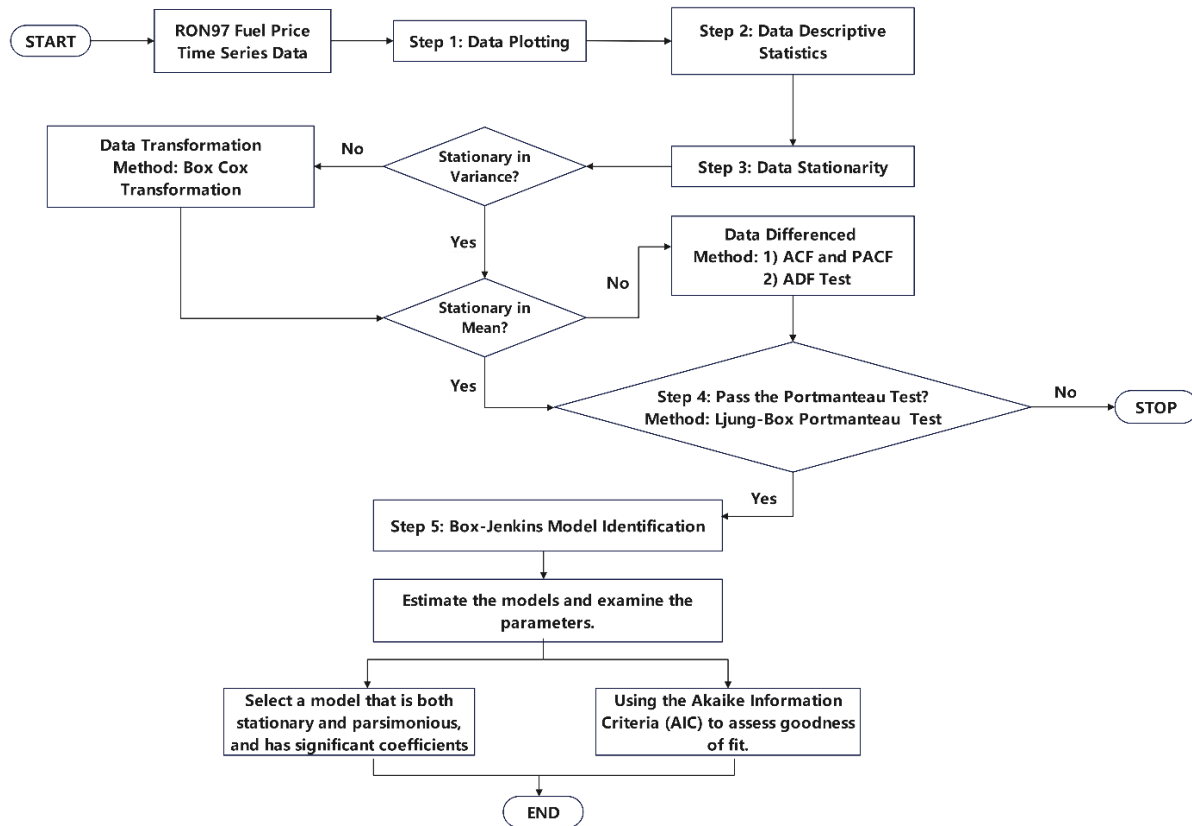 START
RON97 Fuel Price
Time Series Data
Step 1: Data Plotting
Step 2: Data Descriptive
Statistics
Data Transformation
Method: Box Cox
Transformation
No
Stationary in
Variance?
Step 3: Data Stationarity
Yes
Data Differenced
Method: 1) ACF and PACF
2) ADF Test
No
Stationary in
Mean?
Yes
Step 4: Pass the Portmanteau Test?
Method: Ljung-Box Portmanteau Test
No
STOP
Yes
Step 5: Box-Jenkins Model Identification
Estimate the models and examine the
parameters.
Select a model that is both
stationary and parsimonious,
and has significant coefficients
Using the Akaike Information
Criteria (AIC) to assess goodness
of fit.
END